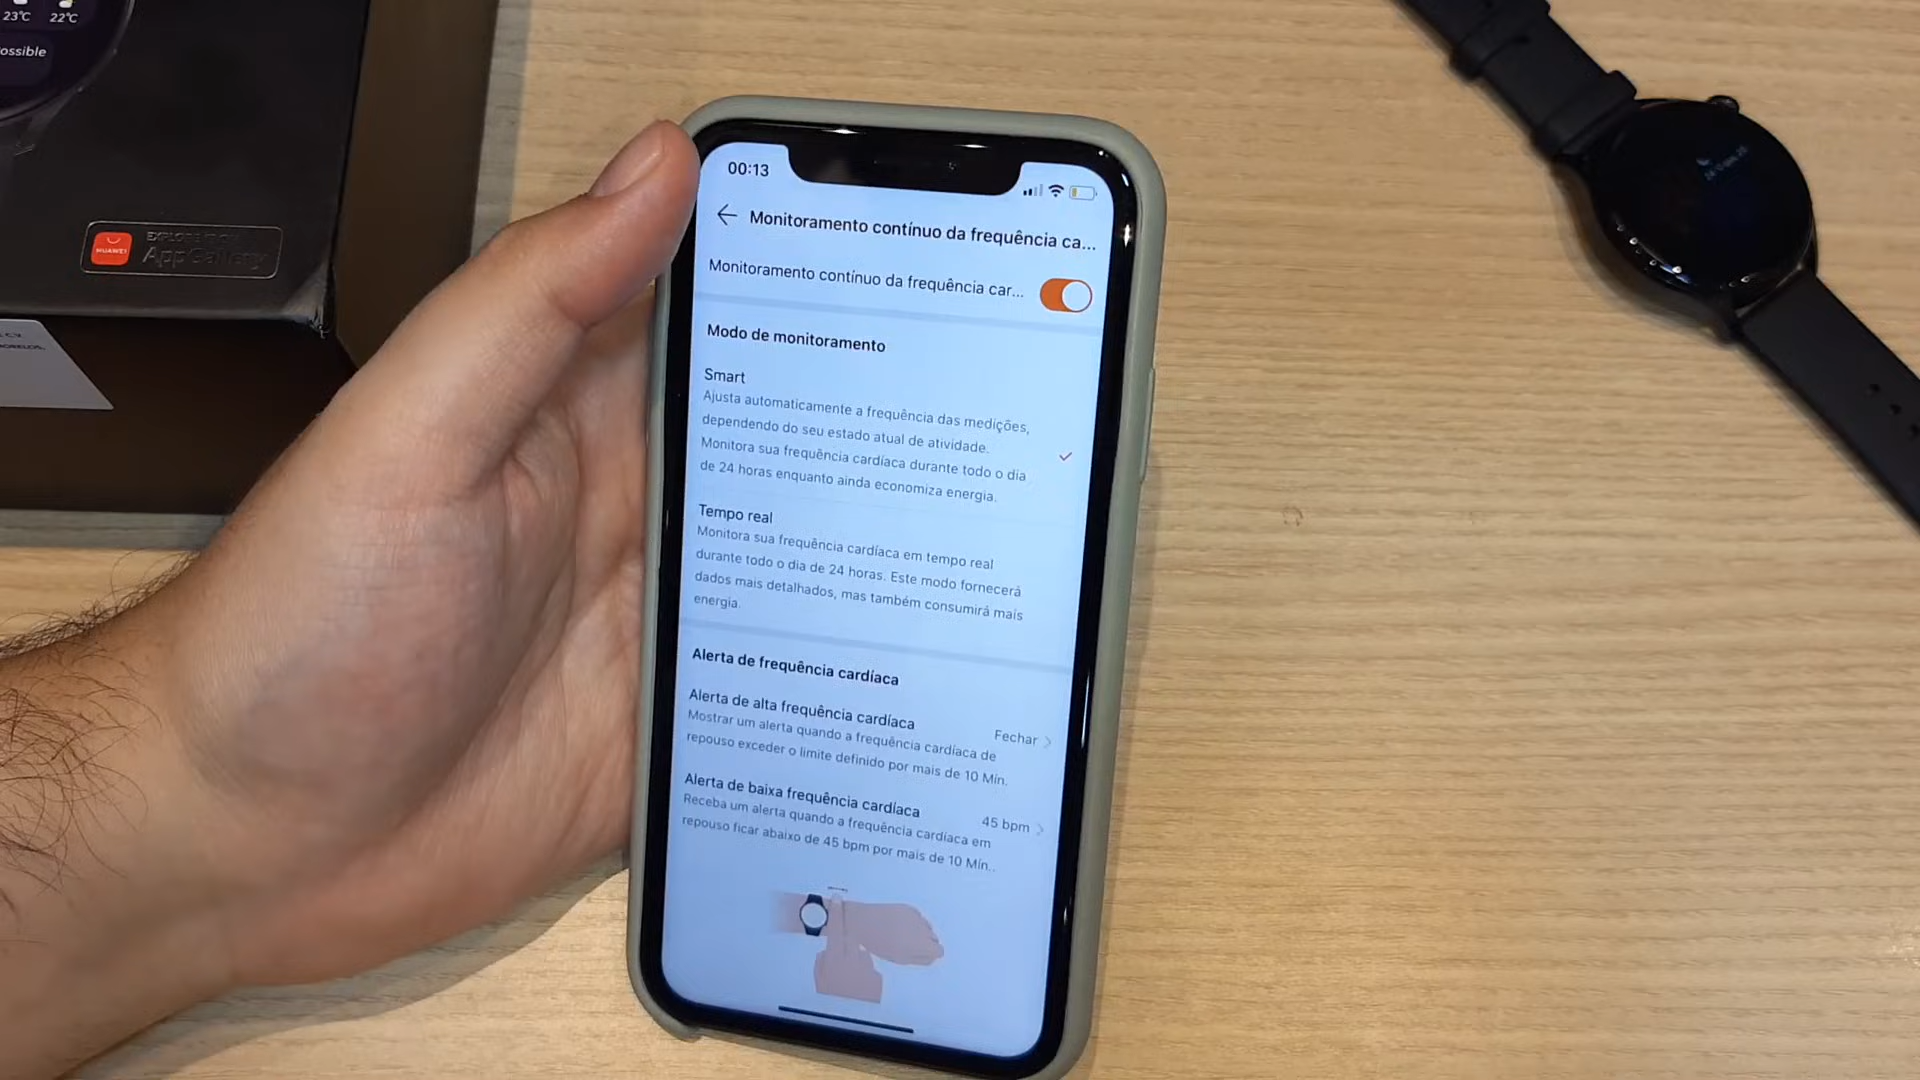 23°C 22°C
ossible
EXPLORE IT ON
AppGallery
HUAWEI
00:13
Monitoramento contínuo da frequência ca...
Monitoramento contínuo da frequência car...
Modo de monitoramento
Smart
Ajusta automaticamente a frequência das medições,
dependendo do seu estado atual de atividade.
Monitora sua frequência cardíaca durante todo o dia
de 24 horas enquanto ainda economiza energia.
Tempo real
Monitora sua frequência cardíaca em tempo real
durante todo o dia de 24 horas. Este modo fornecerá
dados mais detalhados, mas também consumirá mais
energia.
Alerta de frequência cardíaca
Alerta de alta frequência cardíaca
Mostrar um alerta quando a frequência cardíaca de
repouso exceder o limite definido por mais de 10 Mín.
Fechar
Alerta de baixa frequência cardíaca
Receba um alerta quando a frequência cardíaca em
repouso ficar abaixo de 45 bpm por mais de 10 Mín..
45 bpm